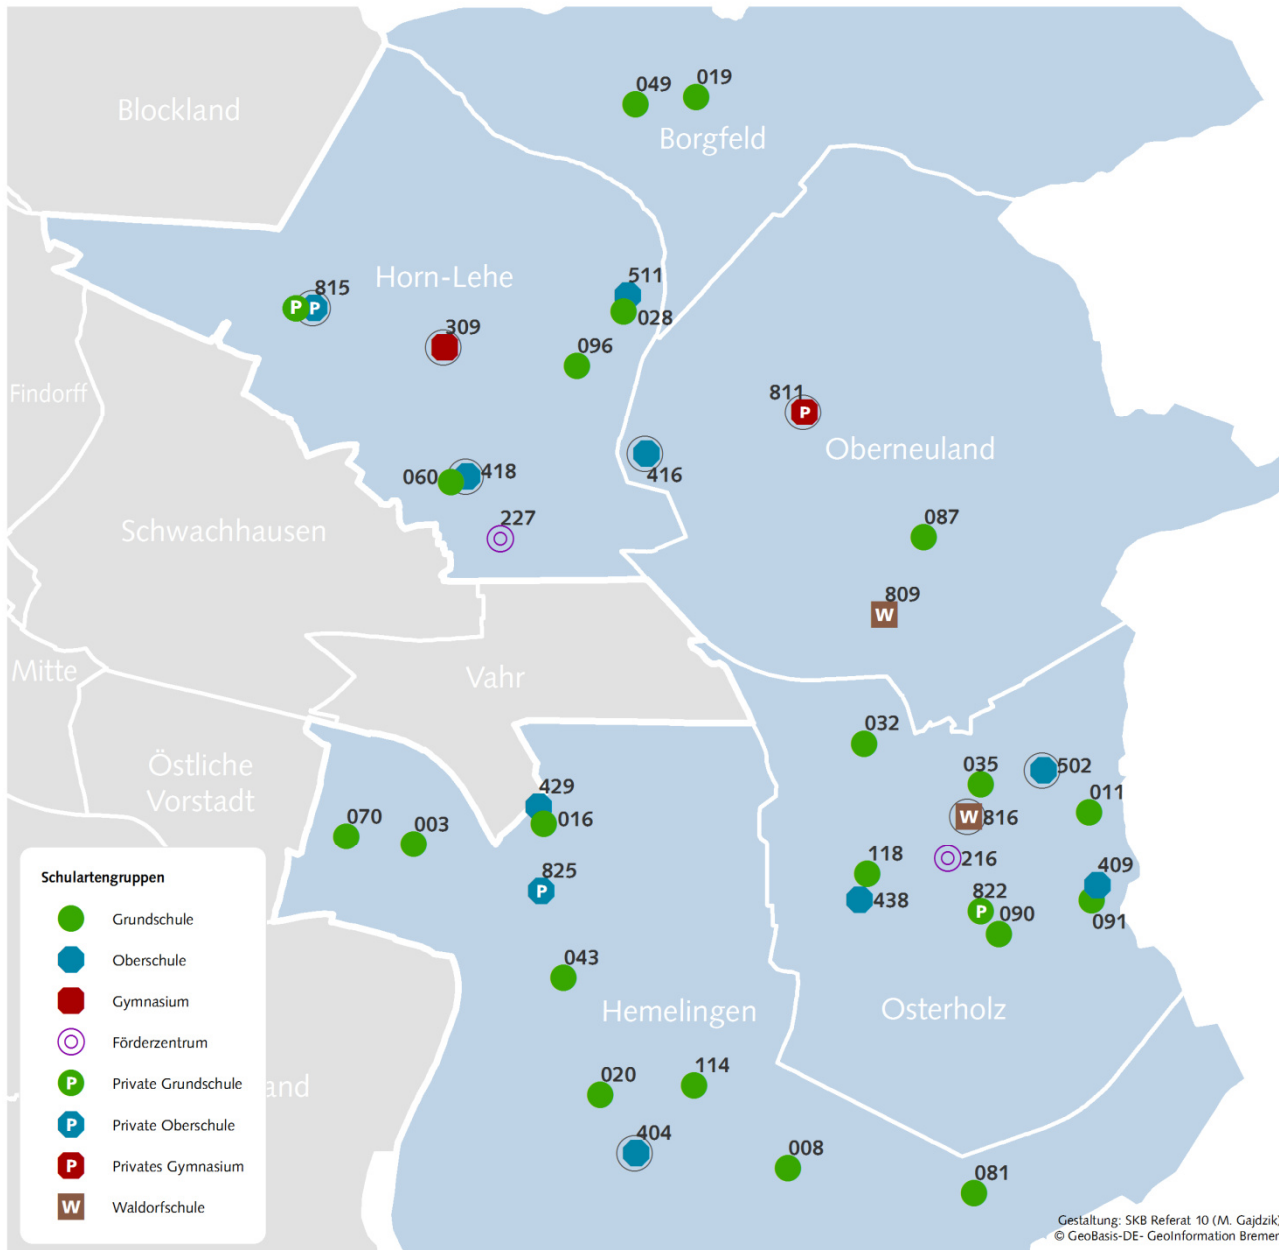 Blockland
049
019
Borgfeld
Horn-Lehe
815
P
P
511
028
309
096
Findorff
811
P
Oberneuland
060
418
416
227
Schwachhausen
087
809
W
Mitte
Vahr
Östliche
Vorstadt
032
035
502
011
W
816
429
016
070
003
118
216
409
825
P
438
822
P
090
091
043
Hemelingen
Osterholz
020
114
404
008
081
and
Schulartengruppen
Grundschule
Oberschule
Gymnasium
Förderzentrum
P Private Grundschule
P Private Oberschule
P Privates Gymnasium
W Waldorfschule
Gestaltung: SKB Referat 10 (M. Gajdzik)
© GeoBasis-DE- GeoInformation Bremen